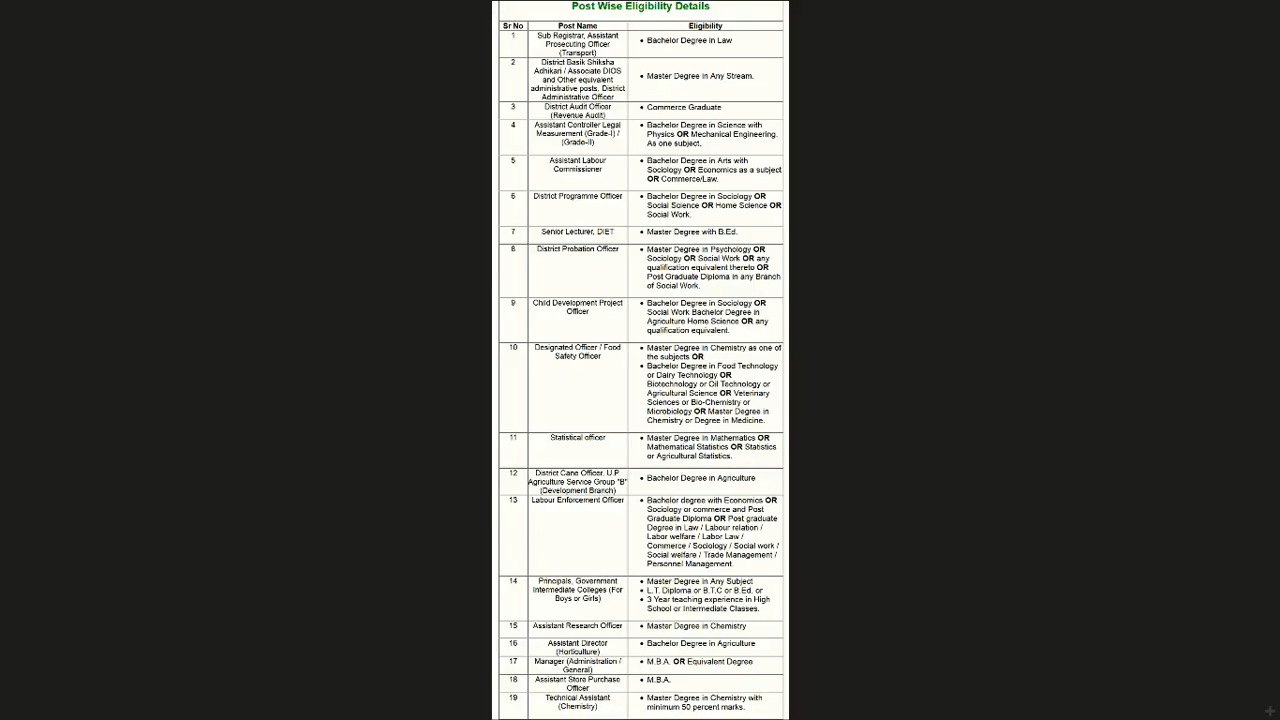 Post Wise Eligibility Details
Sr No Post Name Eligibility
1 Sub Registrar, Assistant
Prosecuting Officer
(Transport)
• Bachelor Degree in Law
2 District Basik Shiksha
Adhikari / Associate DIOS
and Other equivalent
administrative posts, District
Administrative Officer
• Master Degree in Any Stream.
3 District Audit Officer
(Revenue Audit)
• Commerce Graduate
4 Assistant Controller Legal
Measurement (Grade-I) /
(Grade-II)
• Bachelor Degree in Science with
Physics OR Mechanical Engineering.
As one subject.
5 Assistant Labour
Commissioner
• Bachelor Degree in Arts with
Sociology OR Economics as a subject
OR Commerce/Law.
6 District Programme Officer
• Bachelor Degree in Sociology OR
Social Science OR Home Science OR
Social Work.
7 Senior Lecturer, DIET
• Master Degree with B.Ed.
8 District Probation Officer
• Master Degree in Psychology OR
Sociology OR Social Work OR any
qualification equivalent thereto OR
Post Graduate Diploma in any Branch
of Social Work.
9 Child Development Project
Officer
• Bachelor Degree in Sociology OR
Social Work Bachelor Degree in
Agriculture Home Science OR any
qualification equivalent.
10 Designated Officer / Food
Safety Officer
• Master Degree in Chemistry as one of
the subjects OR
• Bachelor Degree in Food Technology
or Dairy Technology OR
Biotechnology or Oil Technology or
Agricultural Science OR Veterinary
Sciences or Bio-Chemistry or
Microbiology OR Master Degree in
Chemistry or Degree in Medicine.
11 Statistical officer
• Master Degree in Mathematics OR
Mathematical Statistics OR Statistics
or Agricultural Statistics.
12 District Cane Officer, U.P.
Agriculture Service Group "B"
(Development Branch)
• Bachelor Degree in Agriculture
13 Labour Enforcement Officer
• Bachelor degree with Economics OR
Sociology or commerce and Post
Graduate Diploma OR Post graduate
Degree in Law / Labour relation /
Labor welfare / Labor Law /
Commerce / Sociology / Social work /
Social welfare / Trade Management /
Personnel Management.
14 Principals, Government
Intermediate Colleges (For
Boys or Girls)
• Master Degree in Any Subject
• L.T. Diploma or B.T.C or B.Ed. or
• 3 Year teaching experience in High
School or Intermediate Classes.
15 Assistant Research Officer
• Master Degree in Chemistry
16 Assistant Director
(Horticulture)
• Bachelor Degree in Agriculture
17 Manager (Administration /
General)
• M.B.A. OR Equivalent Degree
18 Assistant Store Purchase
Officer
• M.B.A.
19 Technical Assistant
(Chemistry)
• Master Degree in Chemistry with
minimum 50 percent marks.